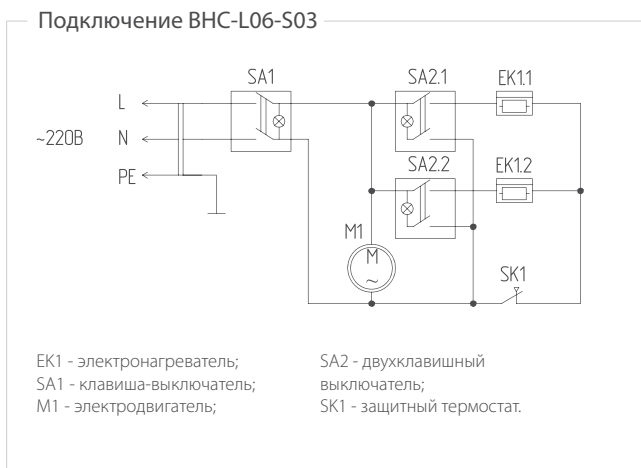 Подключение BHC-L06-S03
SA1
SA2.1
EK1.1
L
~220В
N
SA2.2
EK1.2
PE
M1
M
~
SK1
EK1 - электронагреватель;
SA1 - клавиша-выключатель;
M1 - электродвигатель;
SA2 - двухклавишный
выключатель;
SK1 - защитный термостат.